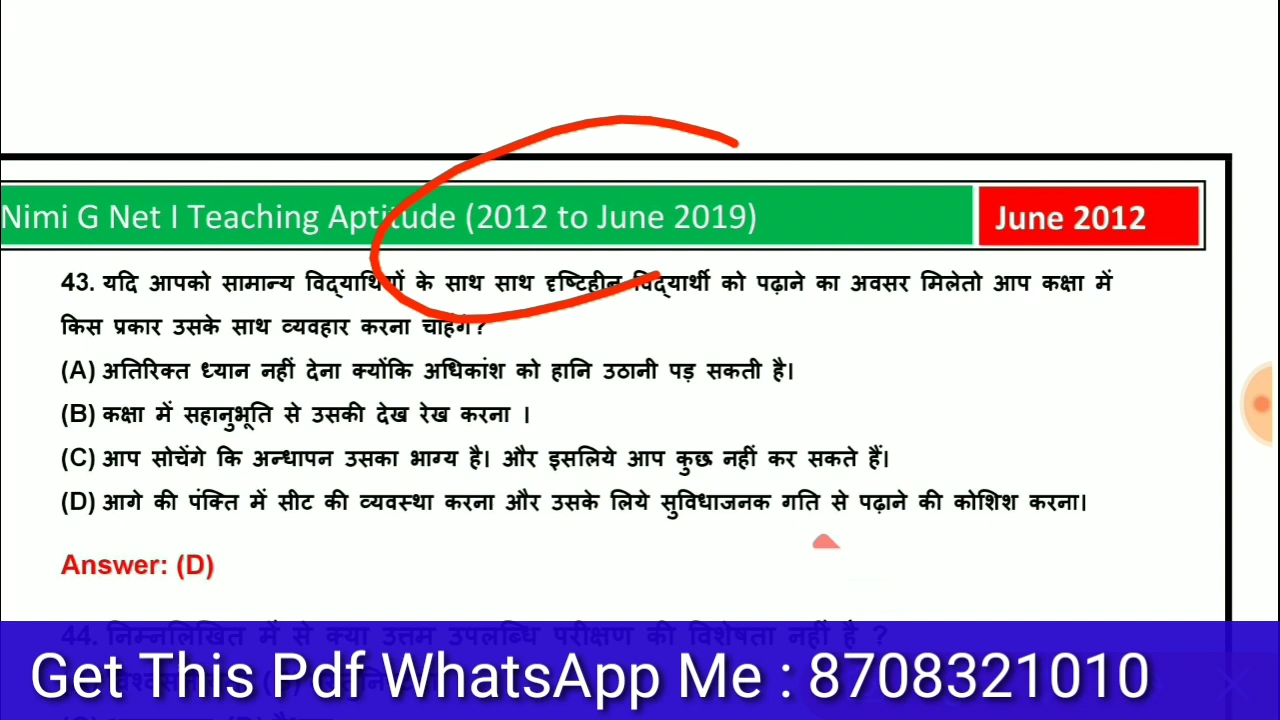 Nimi G Net I Teaching Aptitude (2012 to June 2019) June 2012
43. यदि आपको सामान्य विद्यार्थियों के साथ साथ दृष्टिहीन विद्यार्थी को पढ़ाने का अवसर मिलेतो आप कक्षा में
किस प्रकार उसके साथ व्यवहार करना चाहेंगे?
(A) अतिरिक्त ध्यान नहीं देना क्योंकि अधिकांश को हानि उठानी पड़ सकती है।
(B) कक्षा में सहानुभूति से उसकी देख रेख करना ।
(C) आप सोचेंगे कि अन्धापन उसका भाग्य है। और इसलिये आप कुछ नहीं कर सकते हैं।
(D) आगे की पंक्ति में सीट की व्यवस्था करना और उसके लिये सुविधाजनक गति से पढ़ाने की कोशिश करना।
Answer: (D)
44. निम्नलिखित में से क्या उत्तम उपलब्धि परीक्षण की विशेषता नहीं है ?
Get This Pdf WhatsApp Me : 8708321010